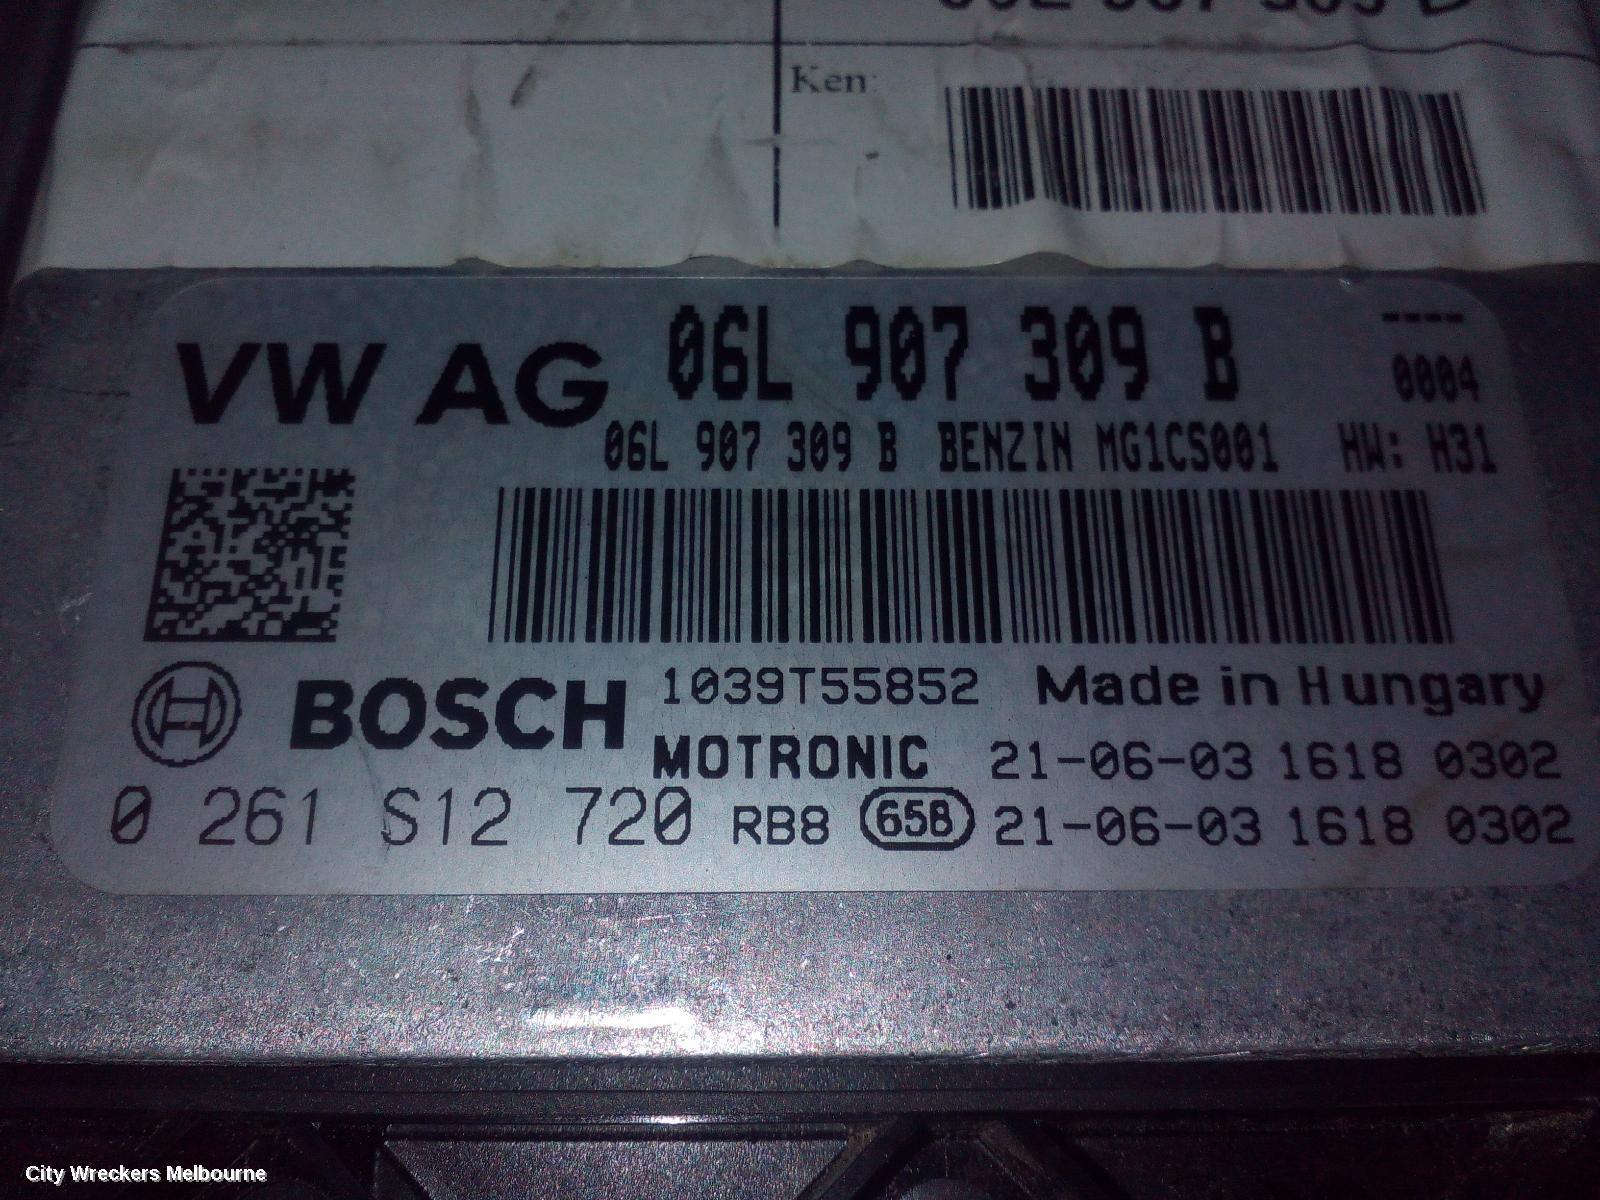 Ken:
VW AG 06L 907 309 B ----
0004
06L 907 309 B BENZIN MG1CS001 HW: H31
BOSCH 1039T55852 Made in Hungary
MOTRONIC 21-06-03 1618 0302
0 261 S12 720 RB8 658 21-06-03 1618 0302
City Wreckers Melbourne